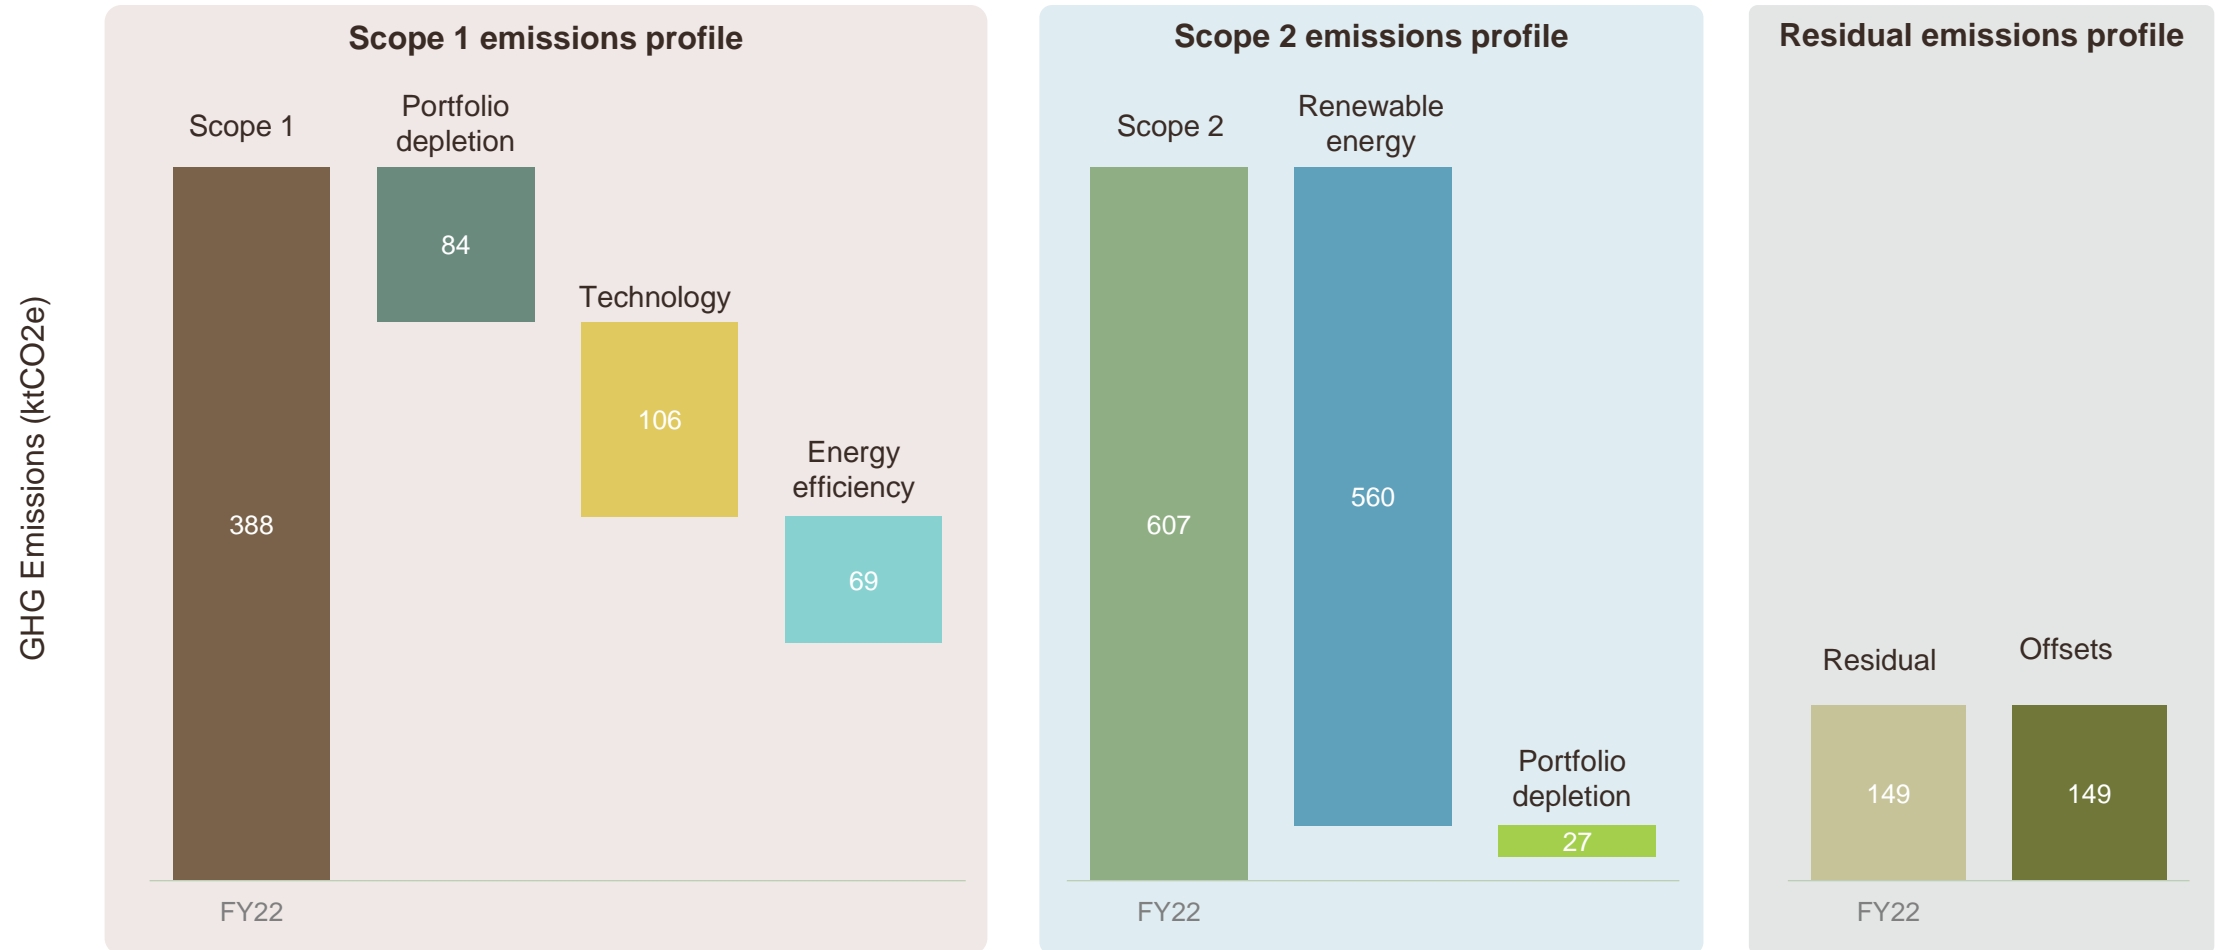 GHG Emissions (ktCO2e)
Scope 1 emissions profile
Scope 1
Portfolio
depletion
84
Technology
106
Energy
efficiency
69
388
FY22
Scope 2 emissions profile
Scope 2
Renewable
energy
607
560
Portfolio
depletion
27
FY22
Residual emissions profile
Residual
Offsets
149
149
FY22